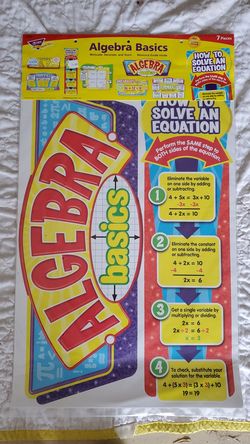 Algebra Basics
7 Pieces
ALGEBRA
HOW TO
SOLVE AN
EQUATION
ALGEBRA
basics
HOW TO
SOLVE AN
EQUATION
Perform the SAME step to
BOTH sides of the equation.
1
Eliminate the variable
on one side by adding
or subtracting.
4 + 5x = 3x + 10
-3x -3x
4 + 2x = 10
2
Eliminate the constant
on one side by adding
or subtracting.
4 + 2x = 10
-4 -4
2x = 6
3
Get a single variable by
multiplying or dividing.
2x = 6
2x ÷ 2 = 6 ÷ 2
x = 3
4
To check, substitute your
solution for the variable.
4 + (5 x 3) = (3 x 3) + 10
19 = 19